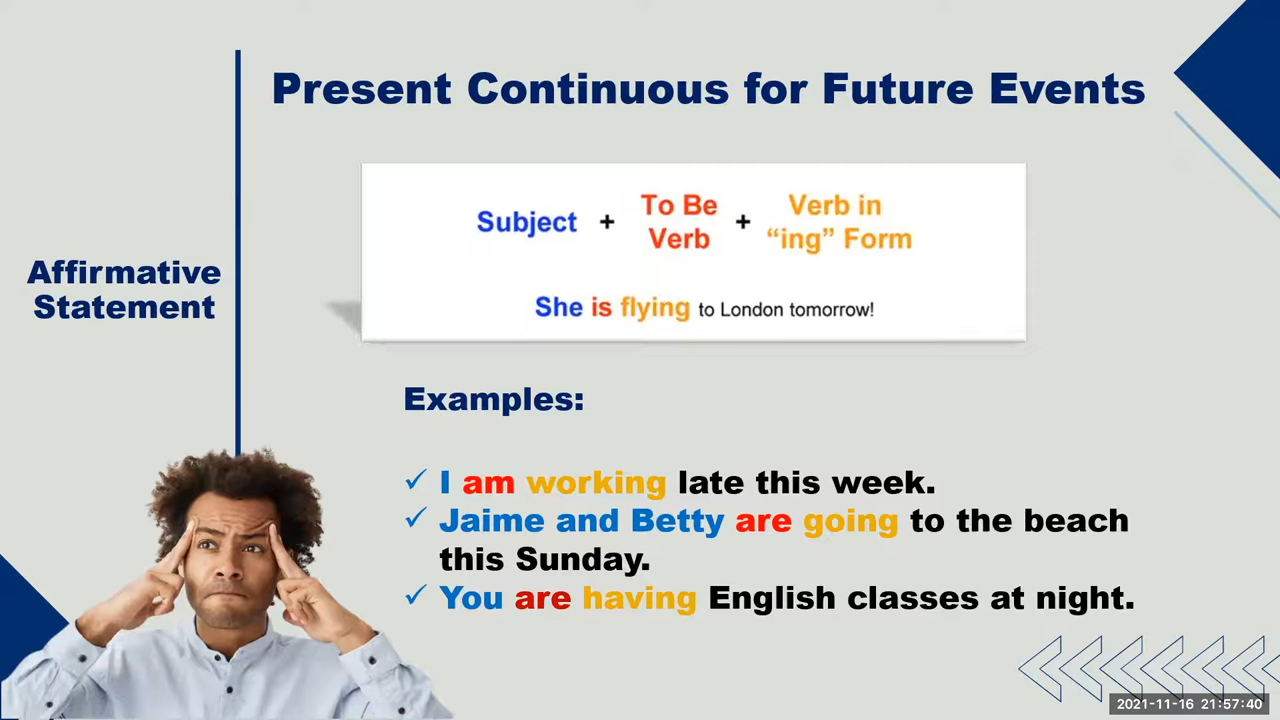 Present Continuous for Future Events
Affirmative
Statement
Subject + To Be Verb + Verb in “ing” Form
She is flying to London tomorrow!
Examples:
✓ I am working late this week.
✓ Jaime and Betty are going to the beach
this Sunday.
✓ You are having English classes at night.
2021-11-16 21:57:40